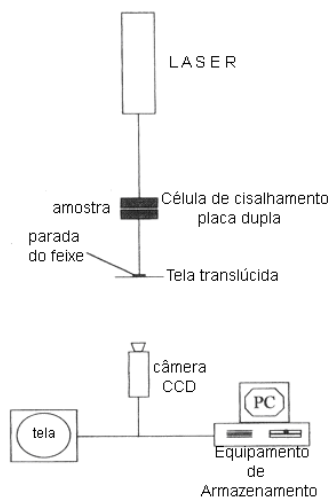 LASER
amostra
Célula de cisalhamento
placa dupla
parada
do feixe
Tela translúcida
câmera
CCD
tela
PC
Equipamento
de
Armazenamento